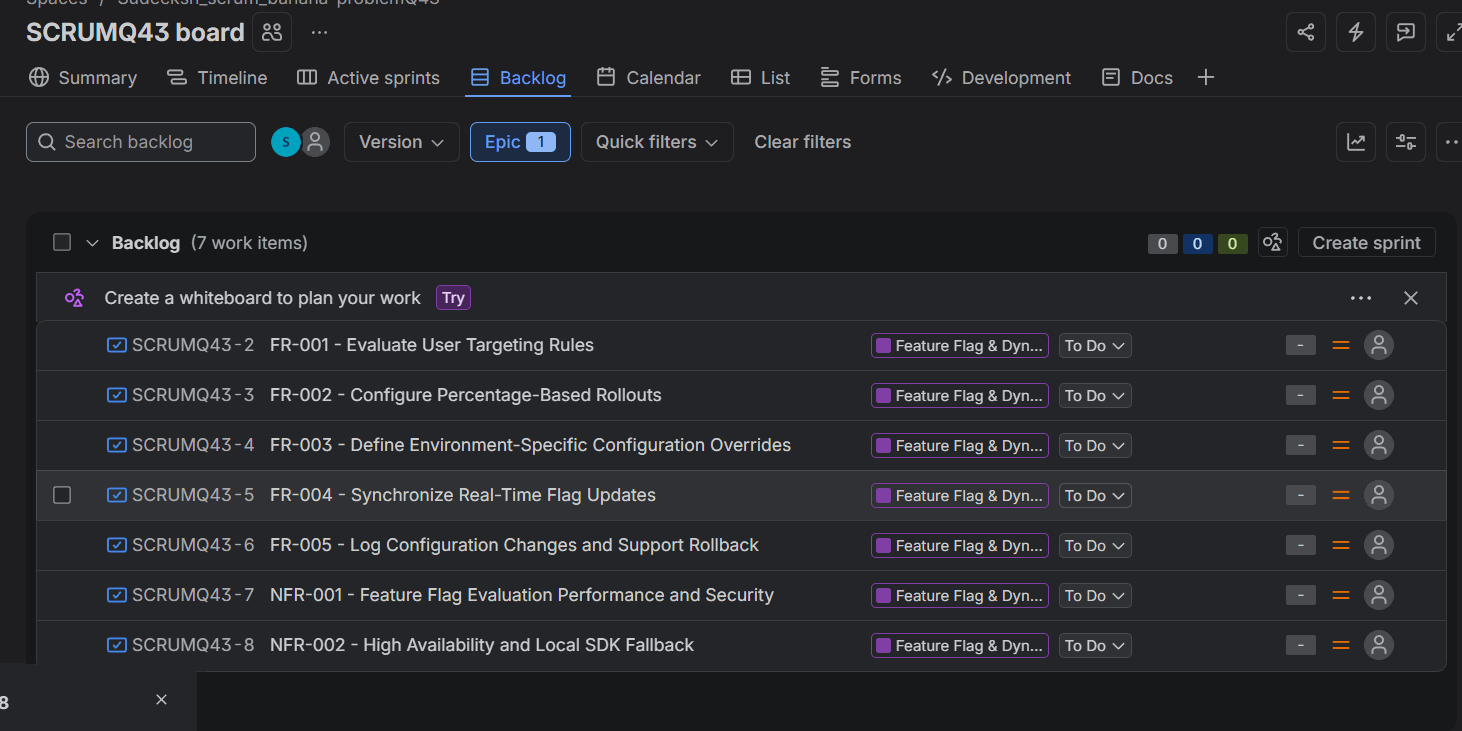 SCRUMQ43 board
Summary Timeline Active sprints Backlog Calendar List Forms Development Docs
Search backlog S Version Epic 1 Quick filters Clear filters
Backlog (7 work items) 0 0 0 Create sprint
Create a whiteboard to plan your work Try
SCRUMQ43-2 FR-001 - Evaluate User Targeting Rules Feature Flag & Dyn... To Do -
SCRUMQ43-3 FR-002 - Configure Percentage-Based Rollouts Feature Flag & Dyn... To Do -
SCRUMQ43-4 FR-003 - Define Environment-Specific Configuration Overrides Feature Flag & Dyn... To Do -
SCRUMQ43-5 FR-004 - Synchronize Real-Time Flag Updates Feature Flag & Dyn... To Do -
SCRUMQ43-6 FR-005 - Log Configuration Changes and Support Rollback Feature Flag & Dyn... To Do -
SCRUMQ43-7 NFR-001 - Feature Flag Evaluation Performance and Security Feature Flag & Dyn... To Do -
SCRUMQ43-8 NFR-002 - High Availability and Local SDK Fallback Feature Flag & Dyn... To Do -
8